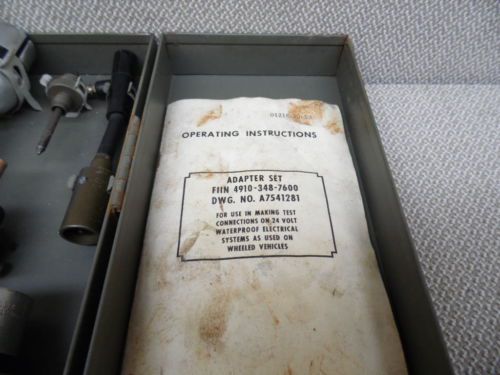 OPERATING INSTRUCTIONS
ADAPTER SET
FIIN 4910-348-7600
DWG. NO. A7541281
FOR USE IN MAKING TEST
CONNECTIONS ON 24 VOLT
WATERPROOF ELECTRICAL
SYSTEMS AS USED ON
WHEELED VEHICLES